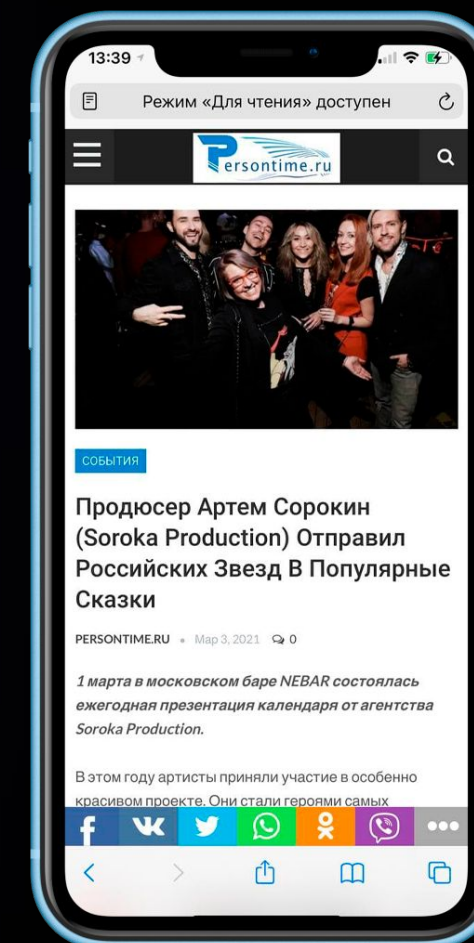 13:39
Режим «Для чтения» доступен
Persontime.ru
СОБЫТИЯ
Продюсер Артем Сорокин
(Soroka Production) Отправил
Российских Звезд В Популярные
Сказки
PERSONTIME.RU • Мар 3, 2021 0
1 марта в московском баре NEBAR состоялась
ежегодная презентация календаря от агентства
Soroka Production.
В этом году артисты приняли участие в особенно
красивом проекте. Они стали героями самых